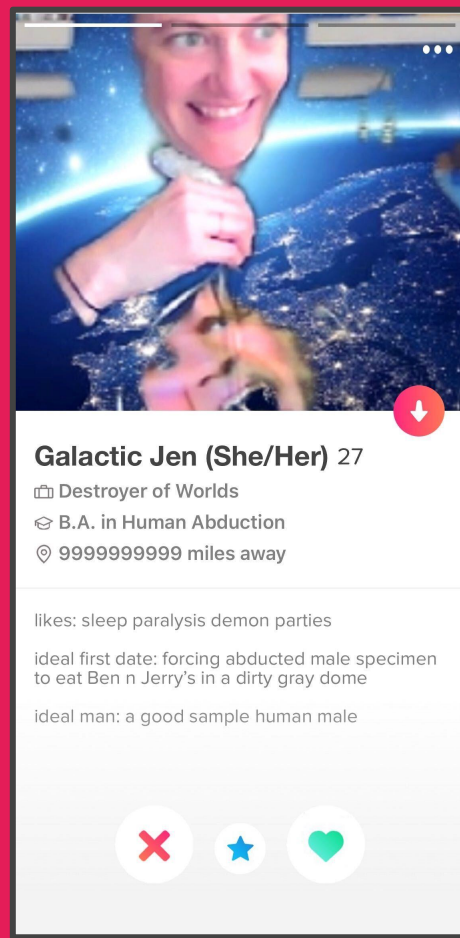 Galactic Jen (She/Her) 27
Destroyer of Worlds
B.A. in Human Abduction
9999999999 miles away
likes: sleep paralysis demon parties
ideal first date: forcing abducted male specimen
to eat Ben n Jerry's in a dirty gray dome
ideal man: a good sample human male